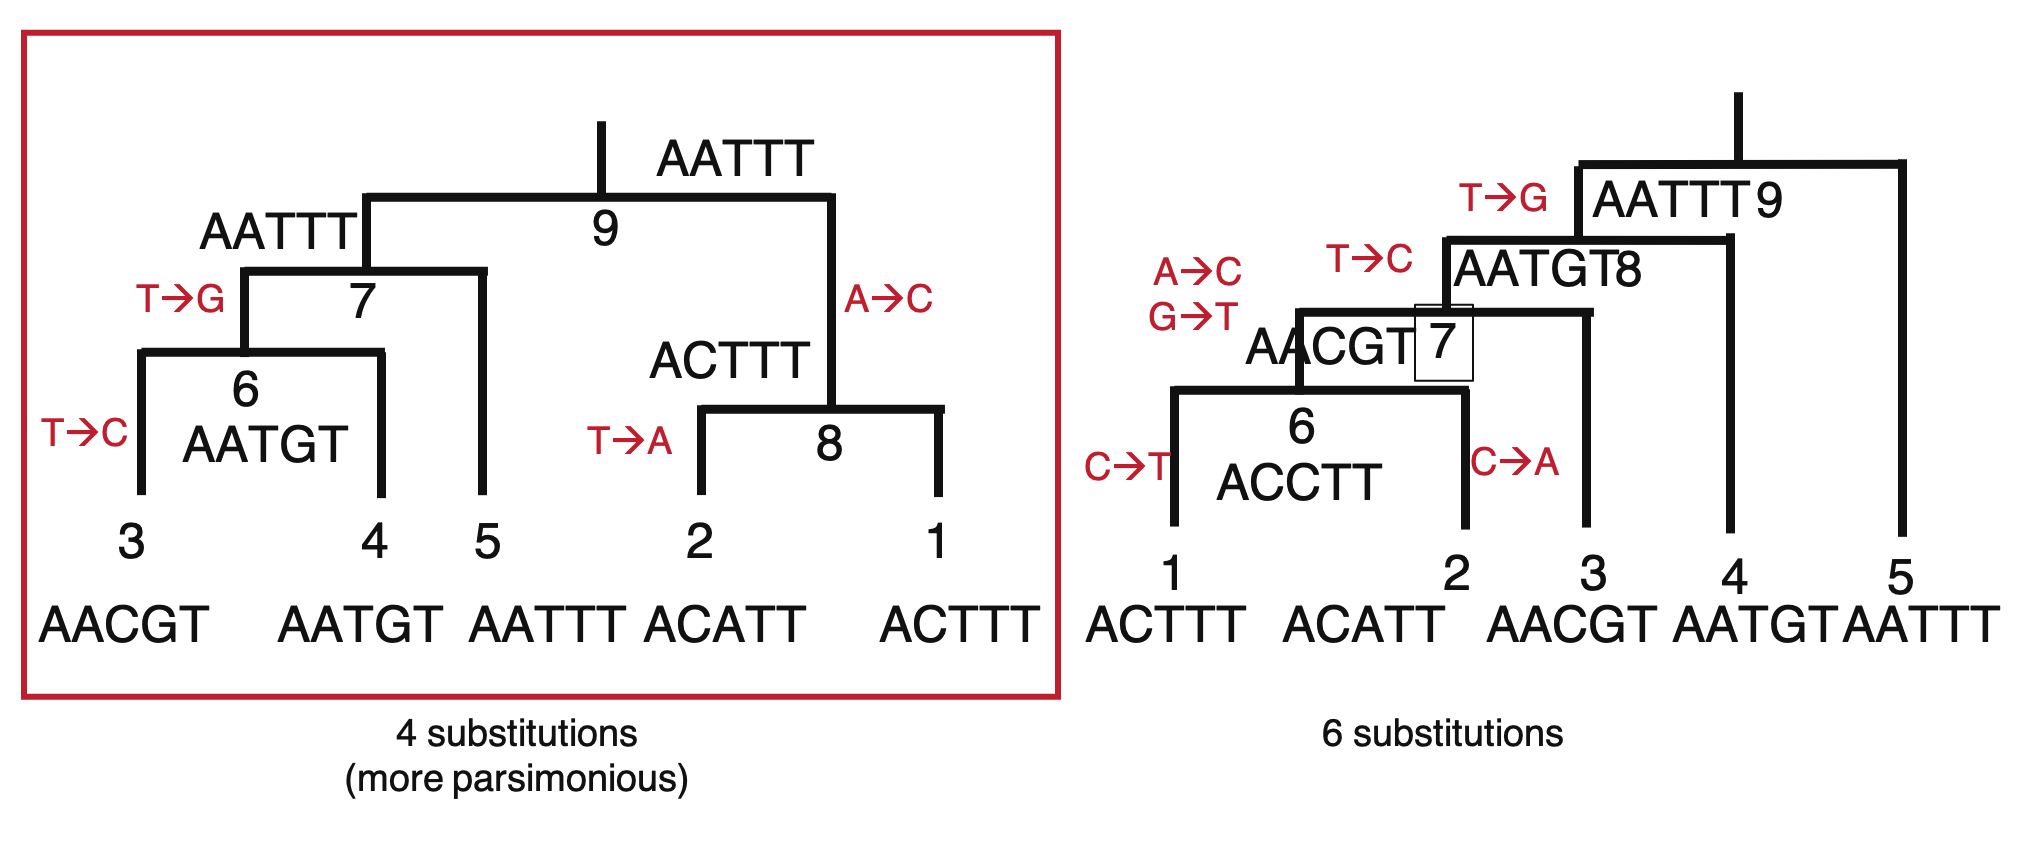 AATTT
AATTT
9
T→G
7
A→C
ACTTT
6
T→C
AATGT
T→A
8
3 4 5 2 1
AACGT AATGT AATTT ACATT ACTTT
4 substitutions
(more parsimonious)
T→G
AATTT 9
A→C
T→C
AATGT8
G→T
AACGT 7
6
C→T
C→A
ACCTT
1 2 3 4 5
ACTTT ACATT AACGT AATGT AATTT
6 substitutions